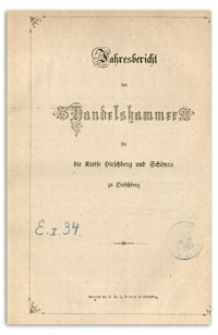 Jahresbericht
der
Handelskammer
für
die Kreise Hirschberg und Schönau
zu Hirschberg
E. I. 34.